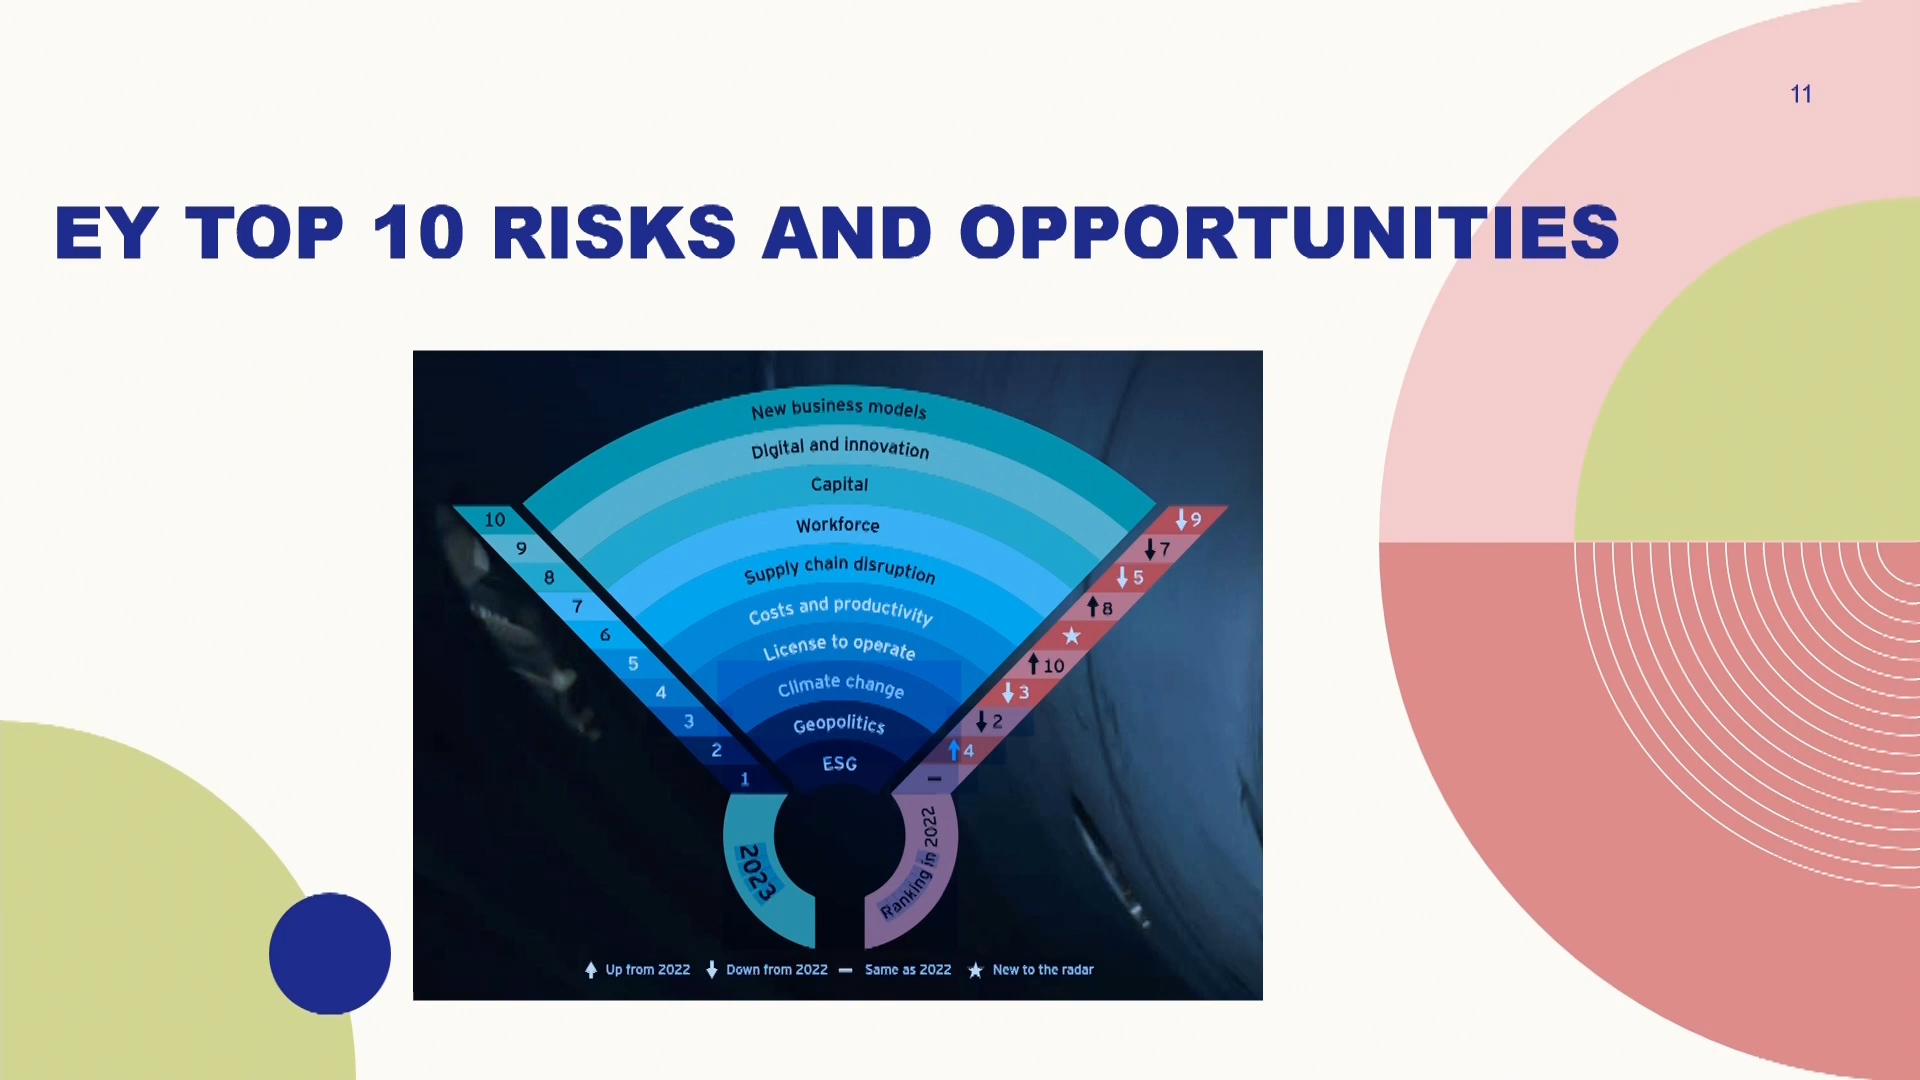 11
EY TOP 10 RISKS AND OPPORTUNITIES
New business models
Digital and innovation
Capital
Workforce
Supply chain disruption
Costs and productivity
License to operate
Climate change
Geopolitics
ESG
10
9
8
7
6
5
4
3
2
1
2023
↓9
↓7
↓5
↑8
★
↑10
↓3
↓2
↑4
–
Ranking in 2022
↑ Up from 2022 ↓ Down from 2022 – Same as 2022 ★ New to the radar